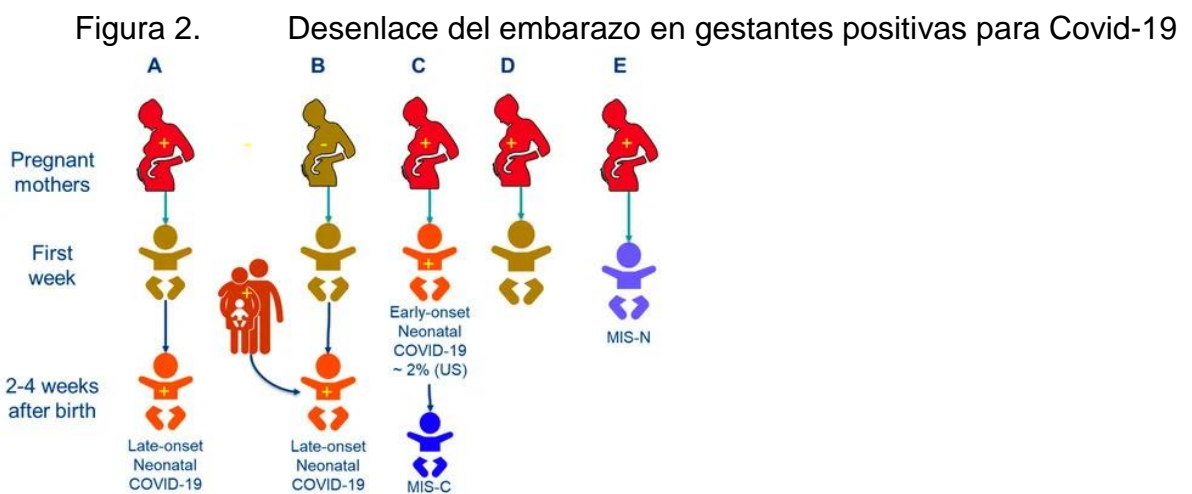 Figura 2. Desenlace del embarazo en gestantes positivas para Covid-19
A B C D E
+ - - + + +
Pregnant
mothers
First
week
+
+
Early-onset
Neonatal
COVID-19
~ 2% (US)
MIS-N
2-4 weeks
after birth
+ +
Late-onset
Neonatal
COVID-19
Late-onset
Neonatal
COVID-19
MIS-C